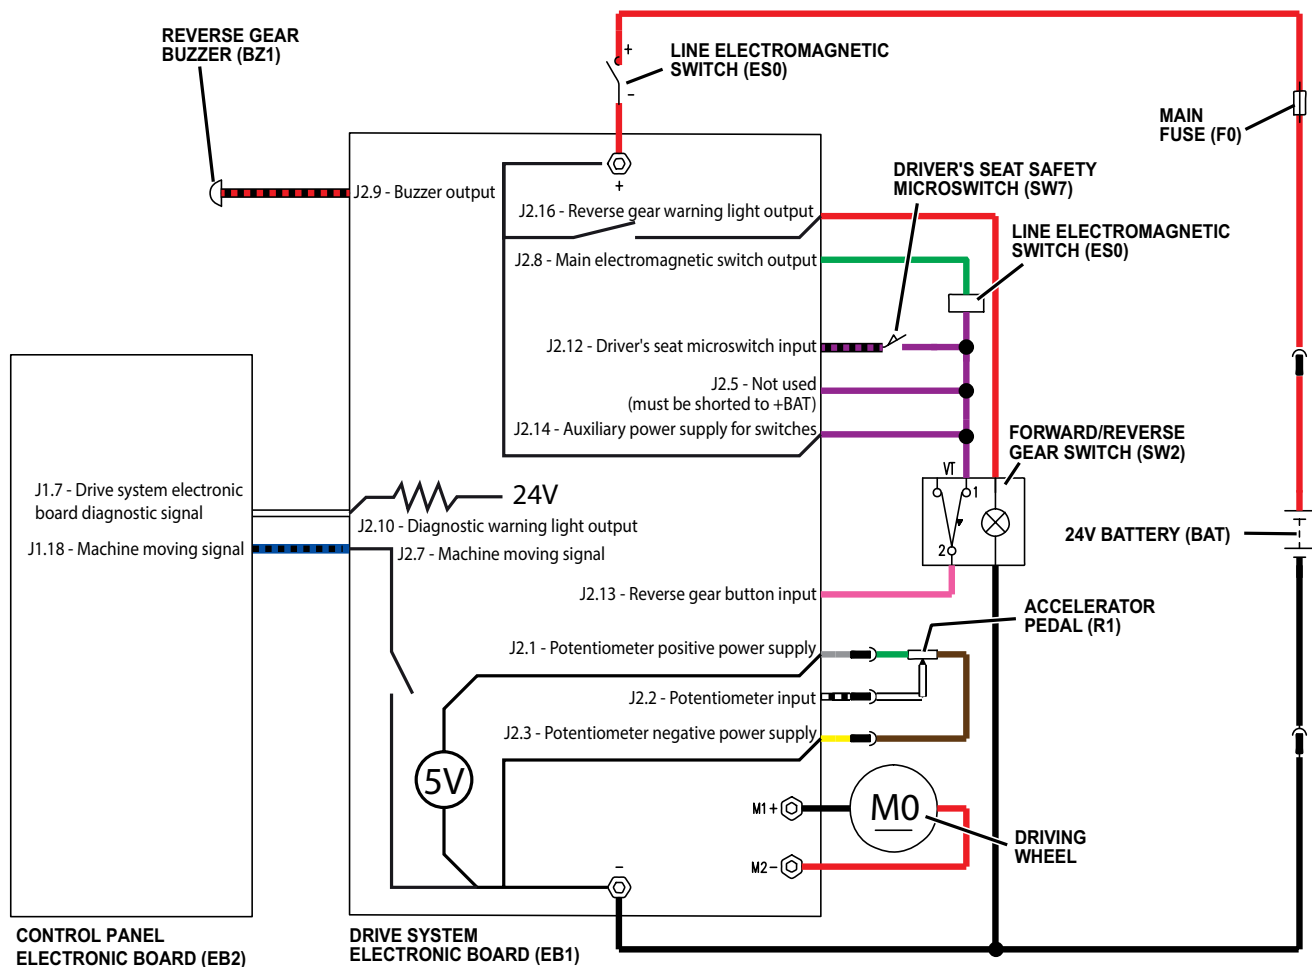 REVERSE GEAR
BUZZER (BZ1)
+
-
LINE ELECTROMAGNETIC
SWITCH (ES0)
MAIN
FUSE (F0)
DRIVER'S SEAT SAFETY
MICROSWITCH (SW7)
LINE ELECTROMAGNETIC
SWITCH (ES0)
+
J2.9 - Buzzer output
J2.16 - Reverse gear warning light output
J2.8 - Main electromagnetic switch output
J2.12 - Driver's seat microswitch input
J2.5 - Not used
(must be shorted to +BAT)
J2.14 - Auxiliary power supply for switches
FORWARD/REVERSE
GEAR SWITCH (SW2)
VT
1
2
24V BATTERY (BAT)
J1.7 - Drive system electronic
board diagnostic signal
24V
J2.10 - Diagnostic warning light output
J1.18 - Machine moving signal
J2.7 - Machine moving signal
J2.13 - Reverse gear button input
ACCELERATOR
PEDAL (R1)
J2.1 - Potentiometer positive power supply
J2.2 - Potentiometer input
J2.3 - Potentiometer negative power supply
5V
M1+
M0
M2-
DRIVING
WHEEL
-
CONTROL PANEL
ELECTRONIC BOARD (EB2)
DRIVE SYSTEM
ELECTRONIC BOARD (EB1)